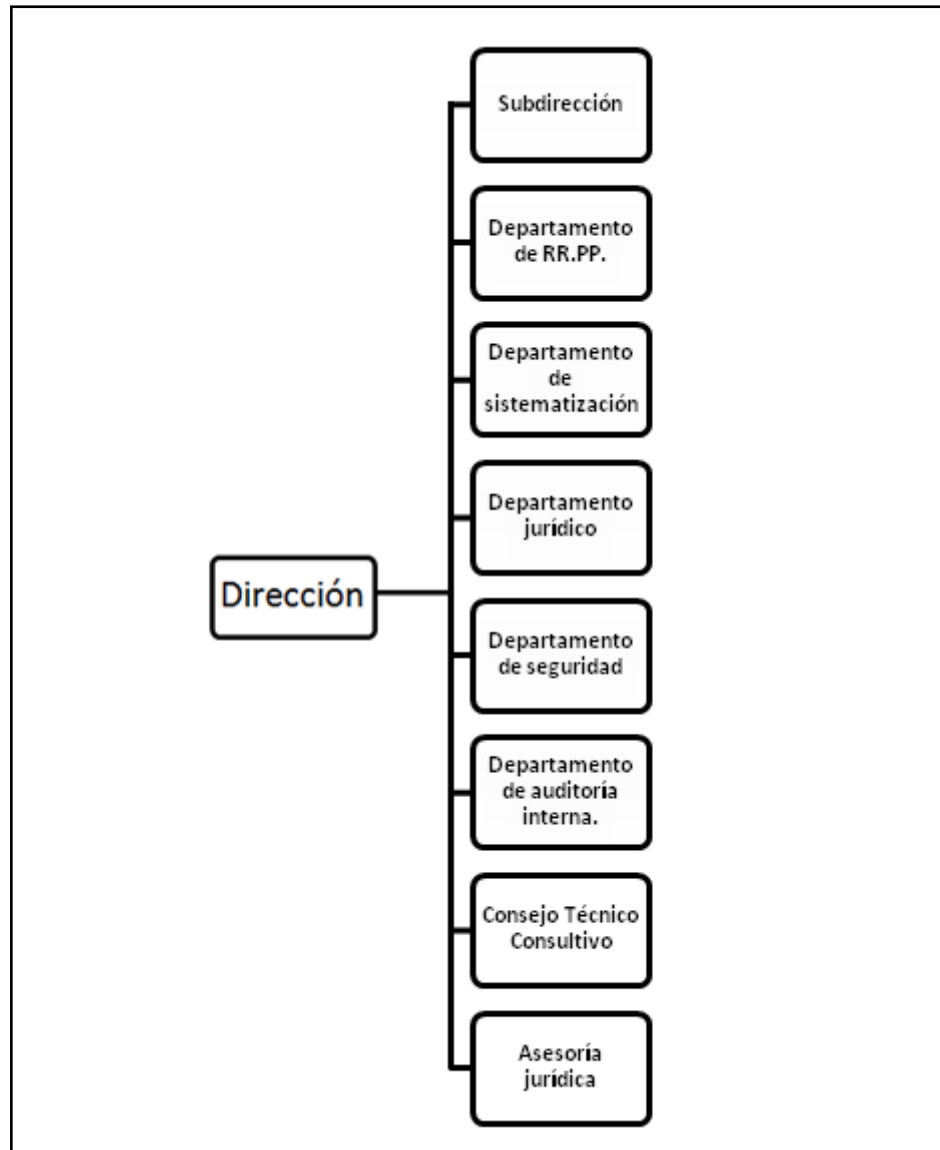 Subdirección
Departamento
de RR.PP.
Departamento
de
sistematización
Departamento
jurídico
Dirección
Departamento
de seguridad
Departamento
de auditoría
interna.
Consejo Técnico
Consultivo
Asesoría
jurídica